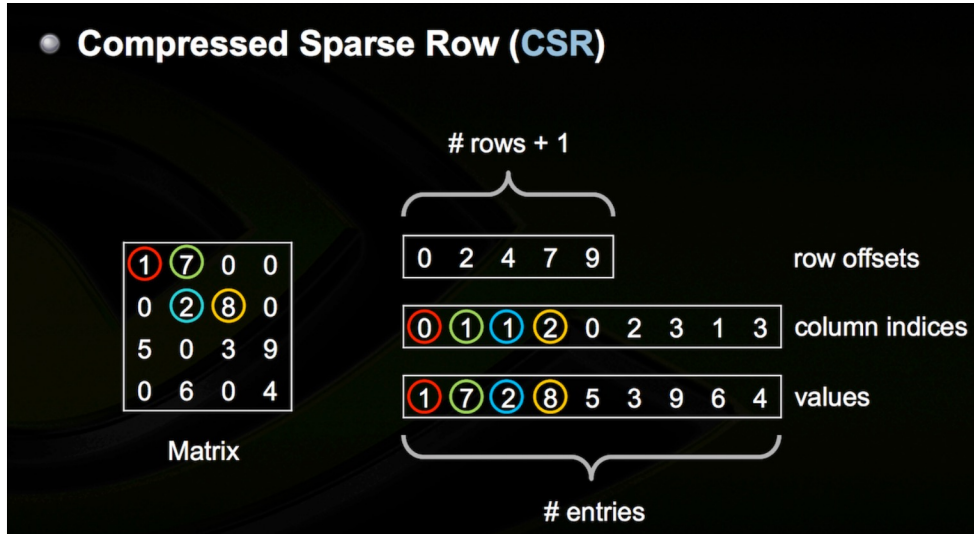 Compressed Sparse Row (CSR)
# rows + 1
1 7 0 0
0 2 8 0
5 0 3 9
0 6 0 4
Matrix
0 2 4 7 9 row offsets
0 1 1 2 0 2 3 1 3 column indices
1 7 2 8 5 3 9 6 4 values
# entries